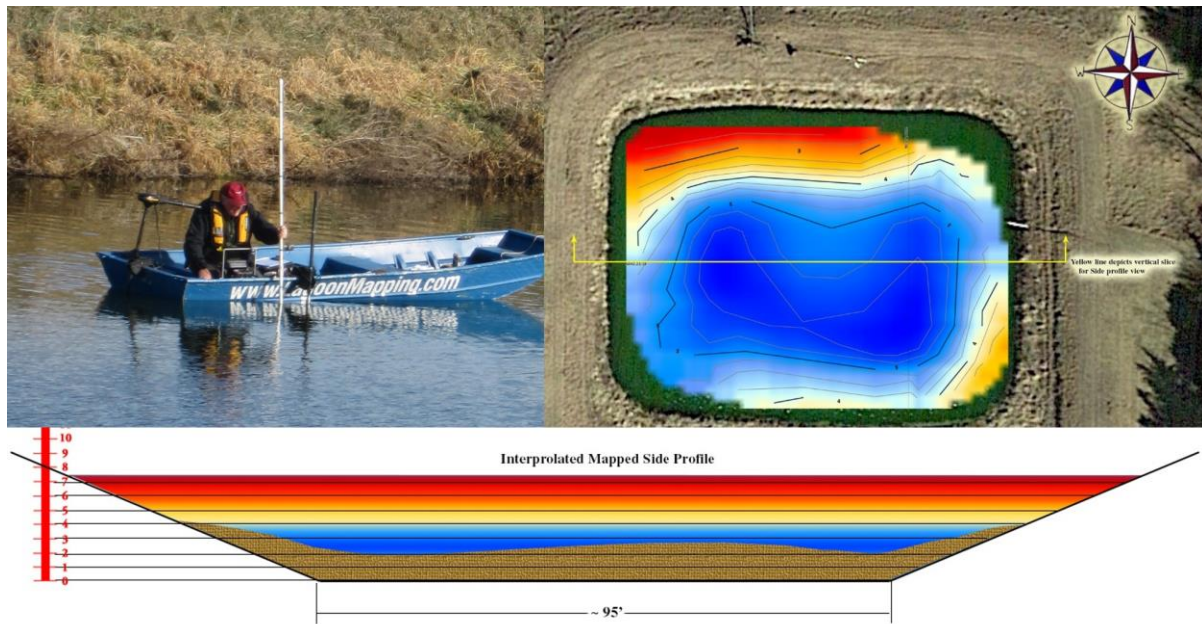 www.LagoonMapping.com
N
W
E
S
Yellow line depicts vertical slice
for Side profile view
Interprolated Mapped Side Profile
10
9
8
7
6
5
4
3
2
1
0
~ 95'